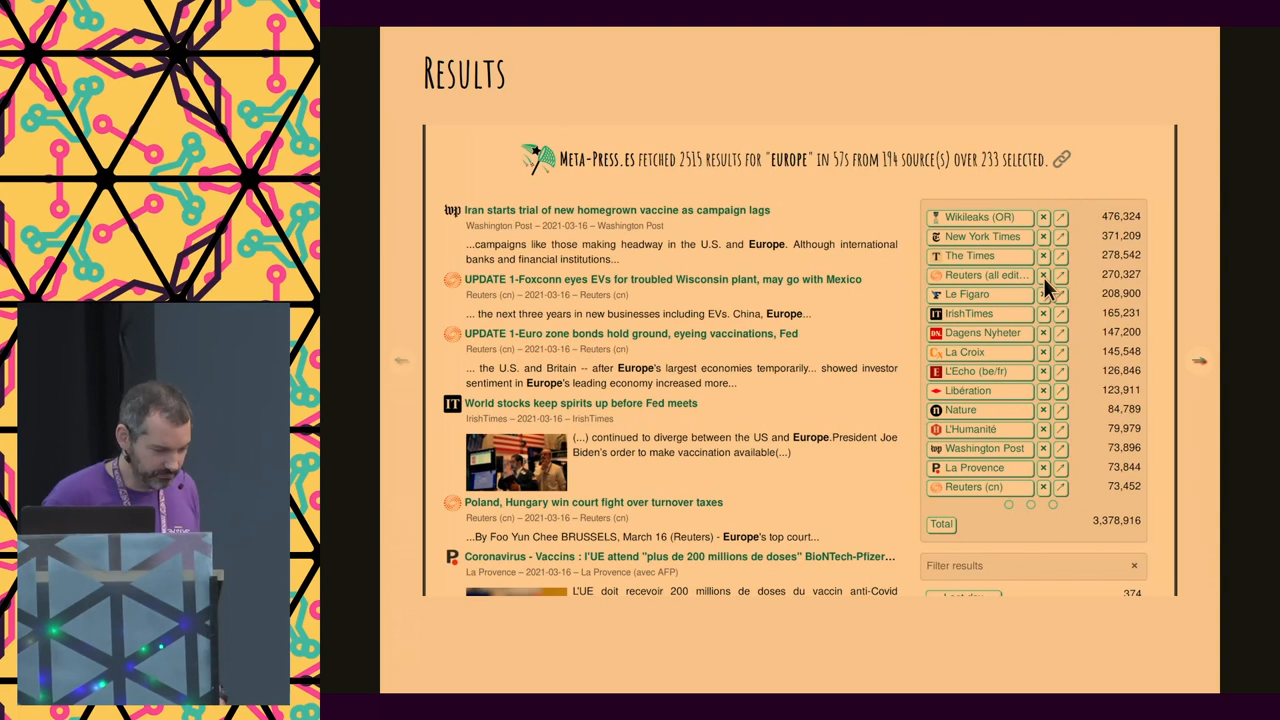 Results
Meta-Press.es fetched 2515 results for "europe" in 57s from 194 source(s) over 233 selected.
wp Iran starts trial of new homegrown vaccine as campaign lags
Washington Post – 2021-03-16 – Washington Post
...campaigns like those making headway in the U.S. and Europe. Although international
banks and financial institutions...
UPDATE 1-Foxconn eyes EVs for troubled Wisconsin plant, may go with Mexico
Reuters (cn) – 2021-03-16 – Reuters (cn)
... the next three years in new businesses including EVs. China, Europe...
UPDATE 1-Euro zone bonds hold ground, eyeing vaccinations, Fed
Reuters (cn) – 2021-03-16 – Reuters (cn)
... the U.S. and Britain -- after Europe's largest economies temporarily... showed investor
sentiment in Europe's leading economy increased more...
IT World stocks keep spirits up before Fed meets
IrishTimes – 2021-03-16 – IrishTimes
(...) continued to diverge between the US and Europe.President Joe
Biden's order to make vaccination available(...)
Poland, Hungary win court fight over turnover taxes
Reuters (cn) – 2021-03-16 – Reuters (cn)
...By Foo Yun Chee BRUSSELS, March 16 (Reuters) - Europe's top court...
P Coronavirus - Vaccins : l'UE attend "plus de 200 millions de doses" BioNTech-Pfizer...
La Provence – 2021-03-16 – La Provence (avec AFP)
L'UE doit recevoir 200 millions de doses du vaccin anti-Covid
Wikileaks (OR) 476,324
New York Times 371,209
The Times 278,542
Reuters (all edit... 270,327
Le Figaro 208,900
IT IrishTimes 165,231
DN. Dagens Nyheter 147,200
Cx La Croix 145,548
E L'Echo (be/fr) 126,846
Libération 123,911
n Nature 84,789
L'Humanité 79,979
wp Washington Post 73,896
P La Provence 73,844
Reuters (cn) 73,452
Total 3,378,916
Filter results
Last day 374